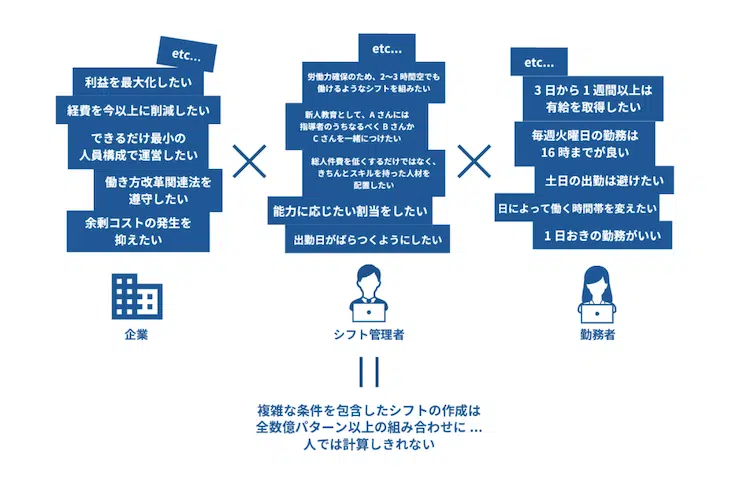 etc...
利益を最大化したい
経費を今以上に削減したい
できるだけ最小の
人員構成で運営したい
働き方改革関連法を
遵守したい
余剰コストの発生を
抑えたい
企業
etc...
労働力確保のため、2〜3時間空でも
働けるようなシフトを組みたい
新人教育として、Aさんには
指導者のうちなるべくBさんか
Cさんを一緒につけたい
総人件費を低くするだけではなく、
きちんとスキルを持った人材を
配置したい
能力に応じたい割当をしたい
出勤日がばらつくようにしたい
シフト管理者
etc...
3日から1週間以上は
有給を取得したい
毎週火曜日の勤務は
16時までが良い
土日の出勤は避けたい
日によって働く時間帯を変えたい
1日おきの勤務がいい
勤務者
複雑な条件を包含したシフトの作成は
全数億パターン以上の組み合わせに...
人では計算しきれない